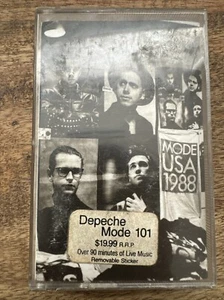 MODE
USA
1988
Depeche
Mode 101
$19.99 R.R.P.
Over 90 minutes of Live Music
Removable Sticker